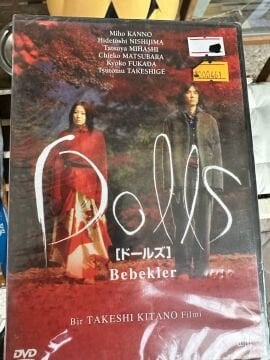 Miho KANNO
Hidetoshi NISHIJIMA
Tatsuya MIHASHI
Chieko MATSUBARA
Kyoko FUKADA
Tsutomu TAKESHIGE
Dolls
[ドールズ]
Bebekler
Bir TAKESHI KITANO Filmi
DVD